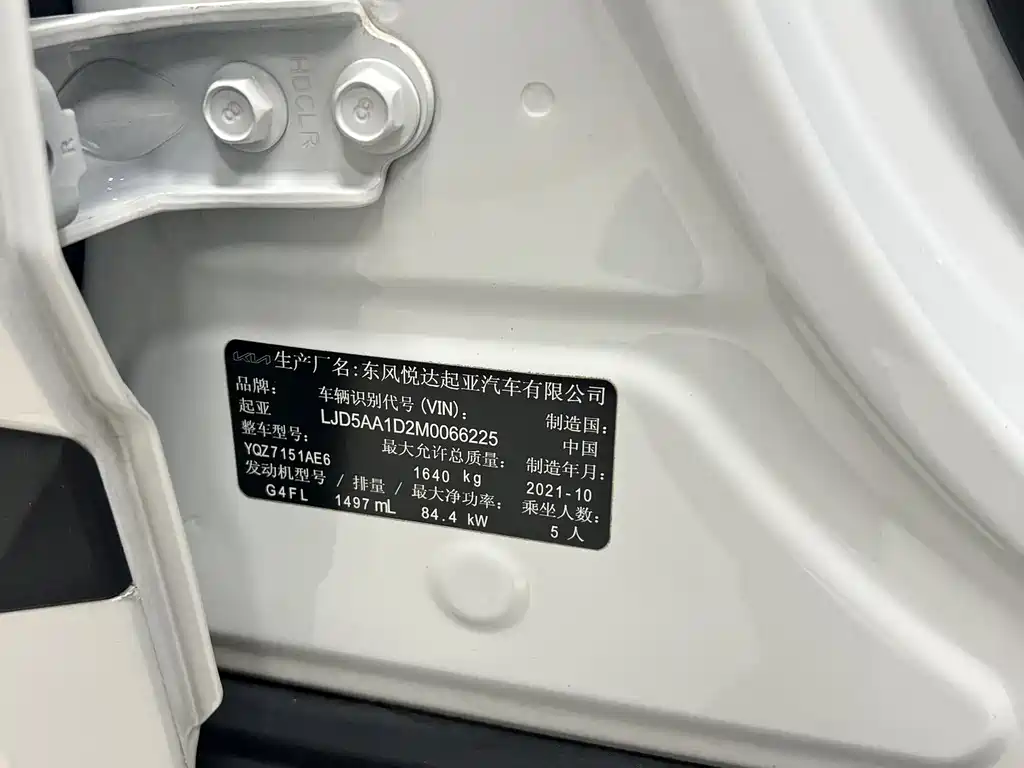 HDCLR
8
8
R
KIA 生产厂名:东风悦达起亚汽车有限公司
品牌: 车辆识别代号(VIN): 制造国:
起亚 LJD5AA1D2M0066225 中国
整车型号: 最大允许总质量: 制造年月:
YQZ7151AE6 1640 kg 2021-10
发动机型号 / 排量 / 最大净功率: 乘坐人数:
G4FL 1497 mL 84.4 kW 5 人